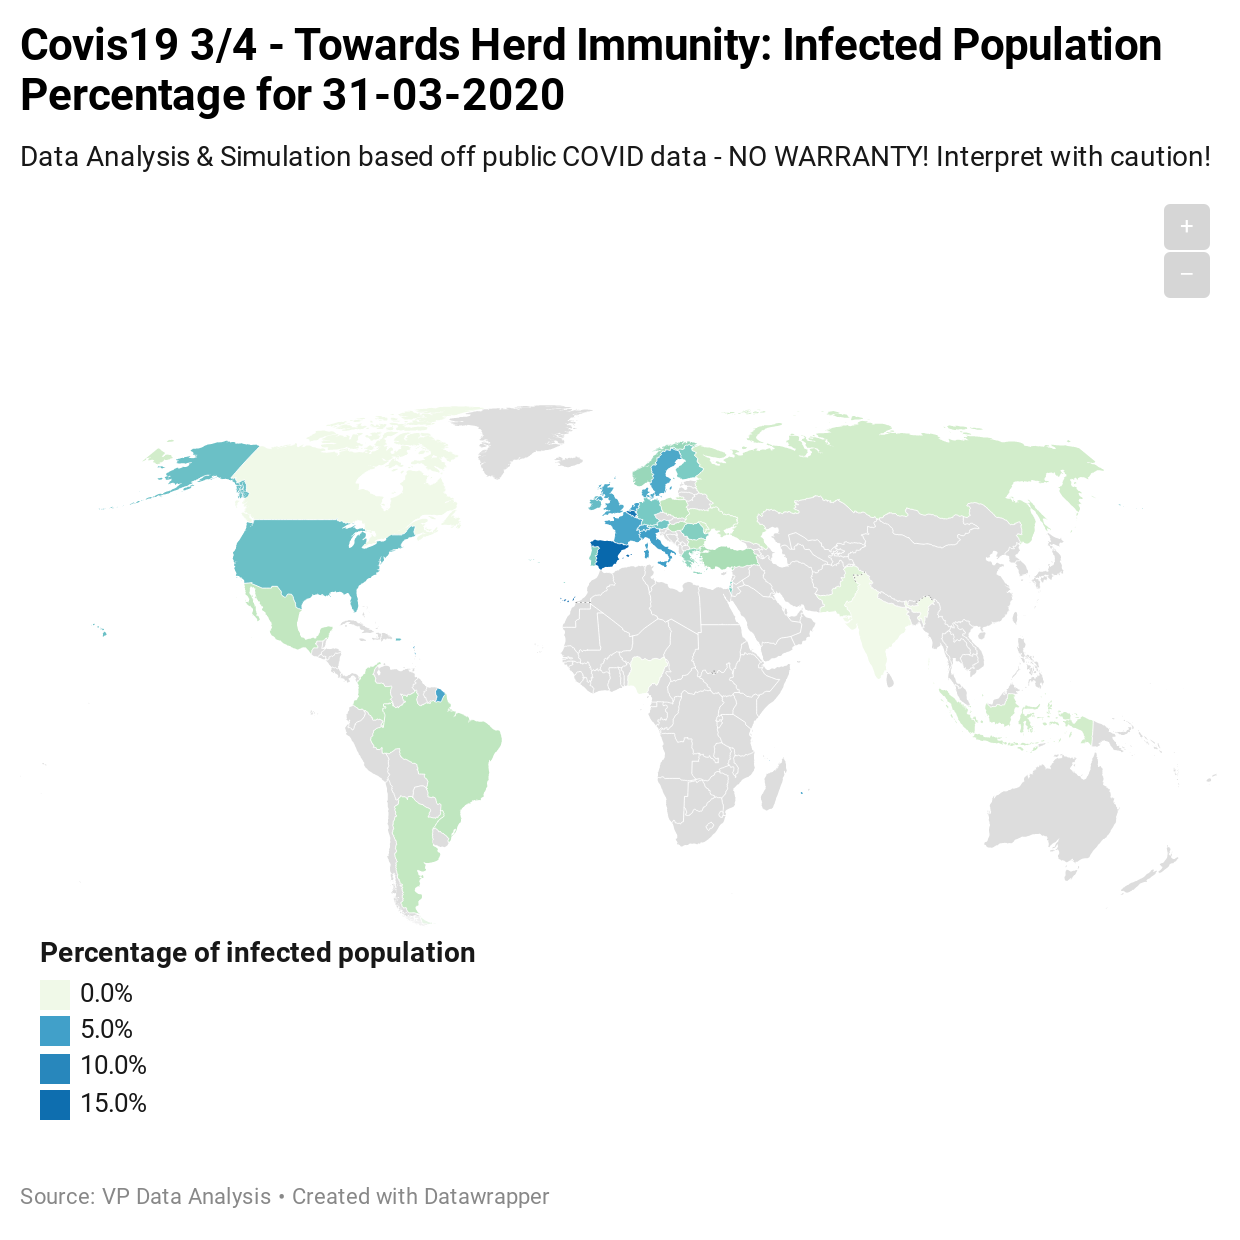 Covis19 3/4 - Towards Herd Immunity: Infected Population
Percentage for 31-03-2020
Data Analysis & Simulation based off public COVID data - NO WARRANTY! Interpret with caution!
+
−
Percentage of infected population
0.0%
5.0%
10.0%
15.0%
Source: VP Data Analysis • Created with Datawrapper